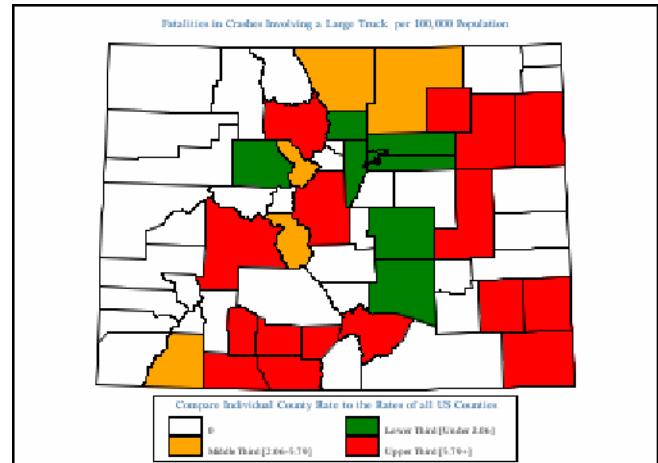 Fatalities in Crashes Involving a Large Truck per 100,000 Population
Compare Individual County Rate to the Rates of all US Counties
0
Lower Third [Under 2.06]
Middle Third [2.06-5.79]
Upper Third [5.79+]